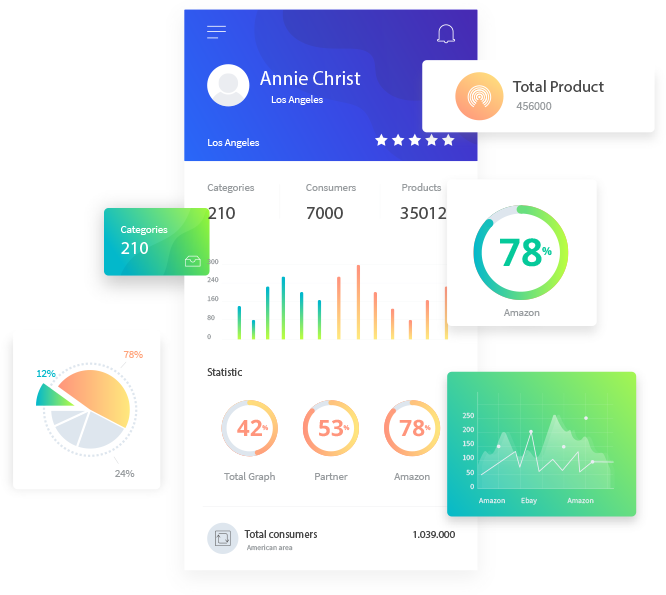 Annie Christ
Los Angeles
Los Angeles
Total Product
456000
Categories
210
Consumers
7000
Products
35012
Categories
210
300
240
160
80
0
78%
Amazon
78%
12%
24%
Statistic
42%
Total Graph
53%
Partner
78%
Amazon
250
200
150
100
50
0
Amazon Ebay Amazon
Total consumers
American area
1.039.000